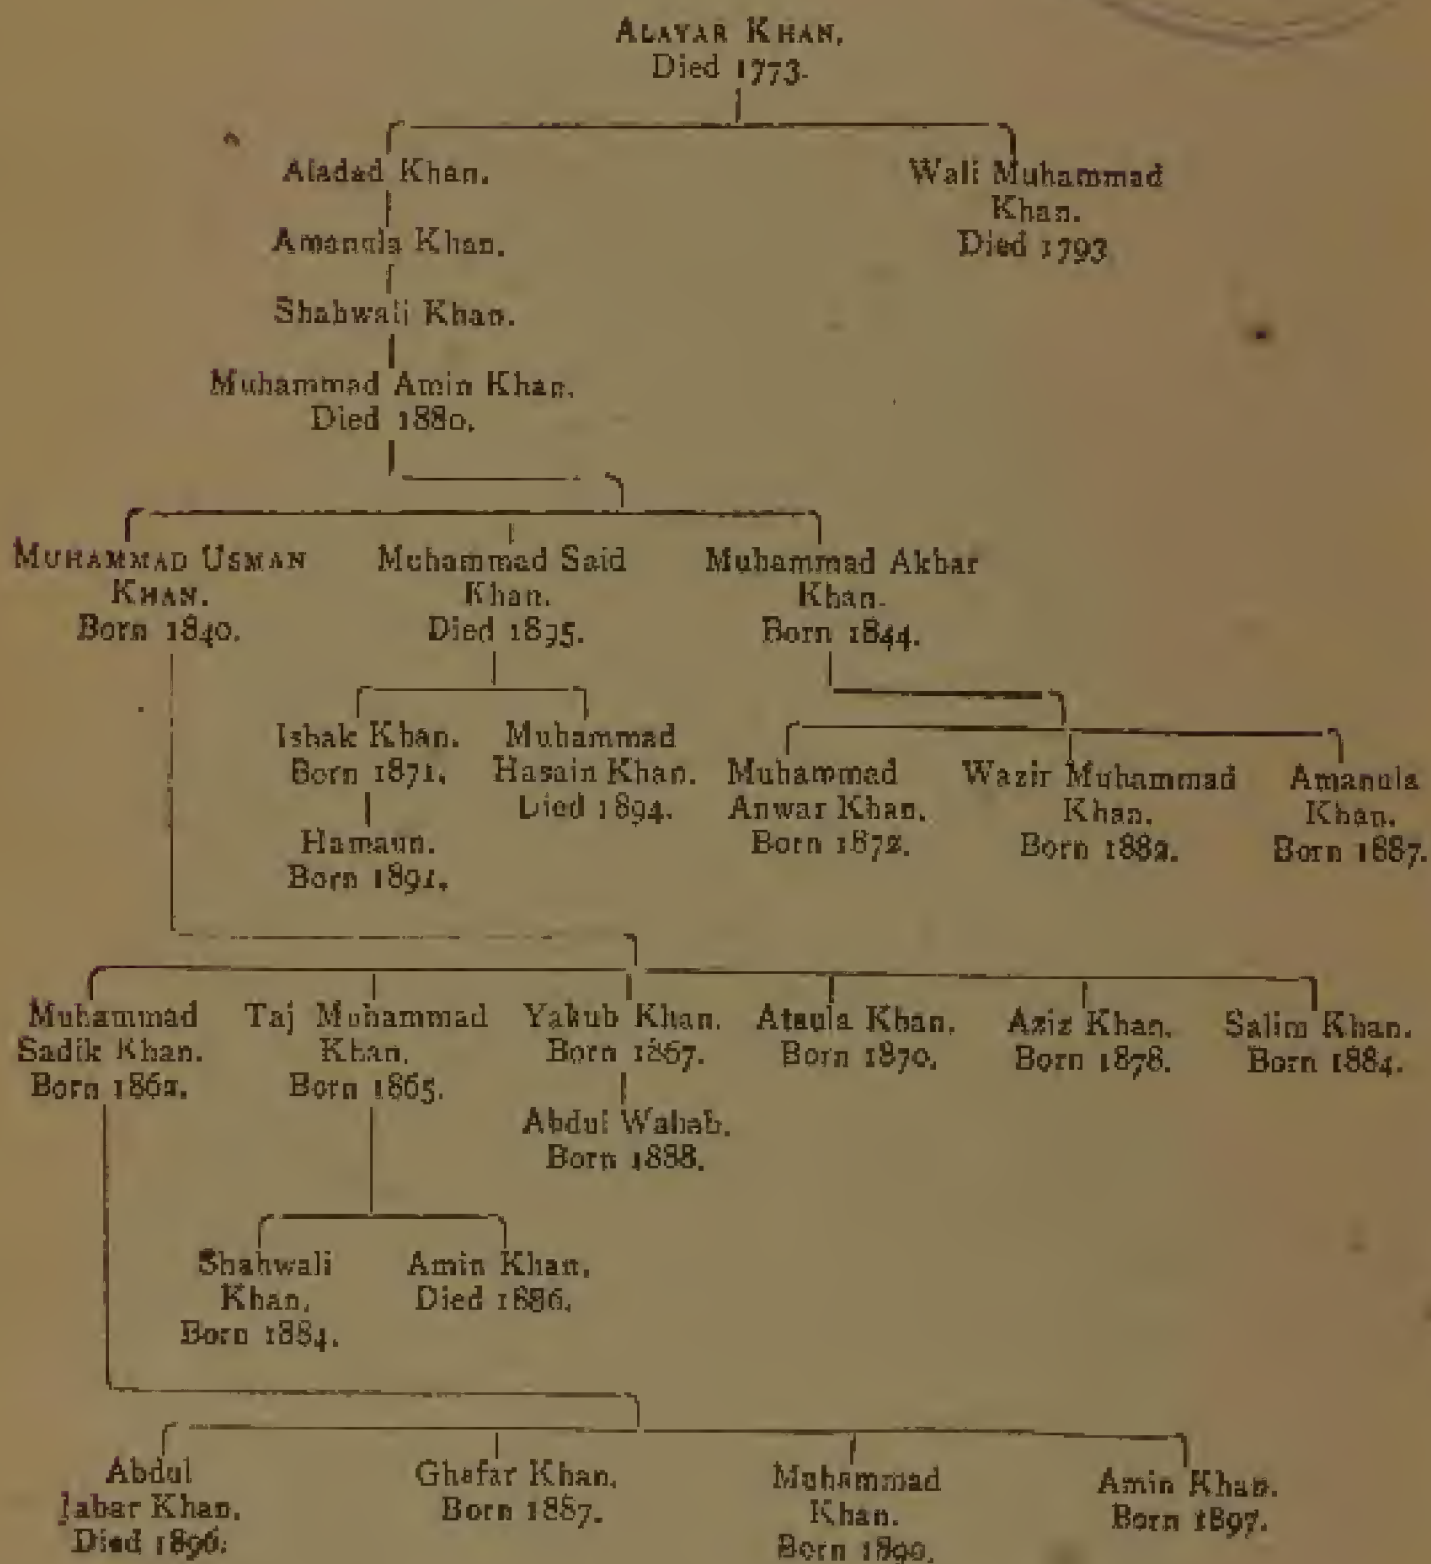 ALAYAR KHAN.
Died 1773.
Aladad Khan.
Wali Muhammad
Khan.
Died 1793.
Amanula Khan.
Shahwali Khan.
Muhammad Amin Khan.
Died 1880.
MUHAMMAD USMAN
KHAN.
Born 1840.
Muhammad Said
Khan.
Died 1895.
Muhammad Akbar
Khan.
Born 1844.
Ishak Khan.
Born 1871.
Hamaun.
Born 1891.
Muhammad
Hasain Khan.
Died 1894.
Muhammad
Anwar Khan.
Born 1872.
Wazir Muhammad
Khan.
Born 1882.
Amanula
Khan.
Born 1887.
Muhammad
Sadik Khan.
Born 1862.
Taj Muhammad
Khan.
Born 1865.
Yakub Khan.
Born 1867.
Abdul Wahab.
Born 1888.
Ataula Khan.
Born 1870.
Aziz Khan.
Born 1878.
Salim Khan.
Born 1884.
Shahwali
Khan.
Born 1884.
Amin Khan.
Died 1886.
Abdul
Jabar Khan.
Died 1896.
Ghafar Khan.
Born 1887.
Muhammad
Khan.
Born 1890.
Amin Khan.
Born 1897.